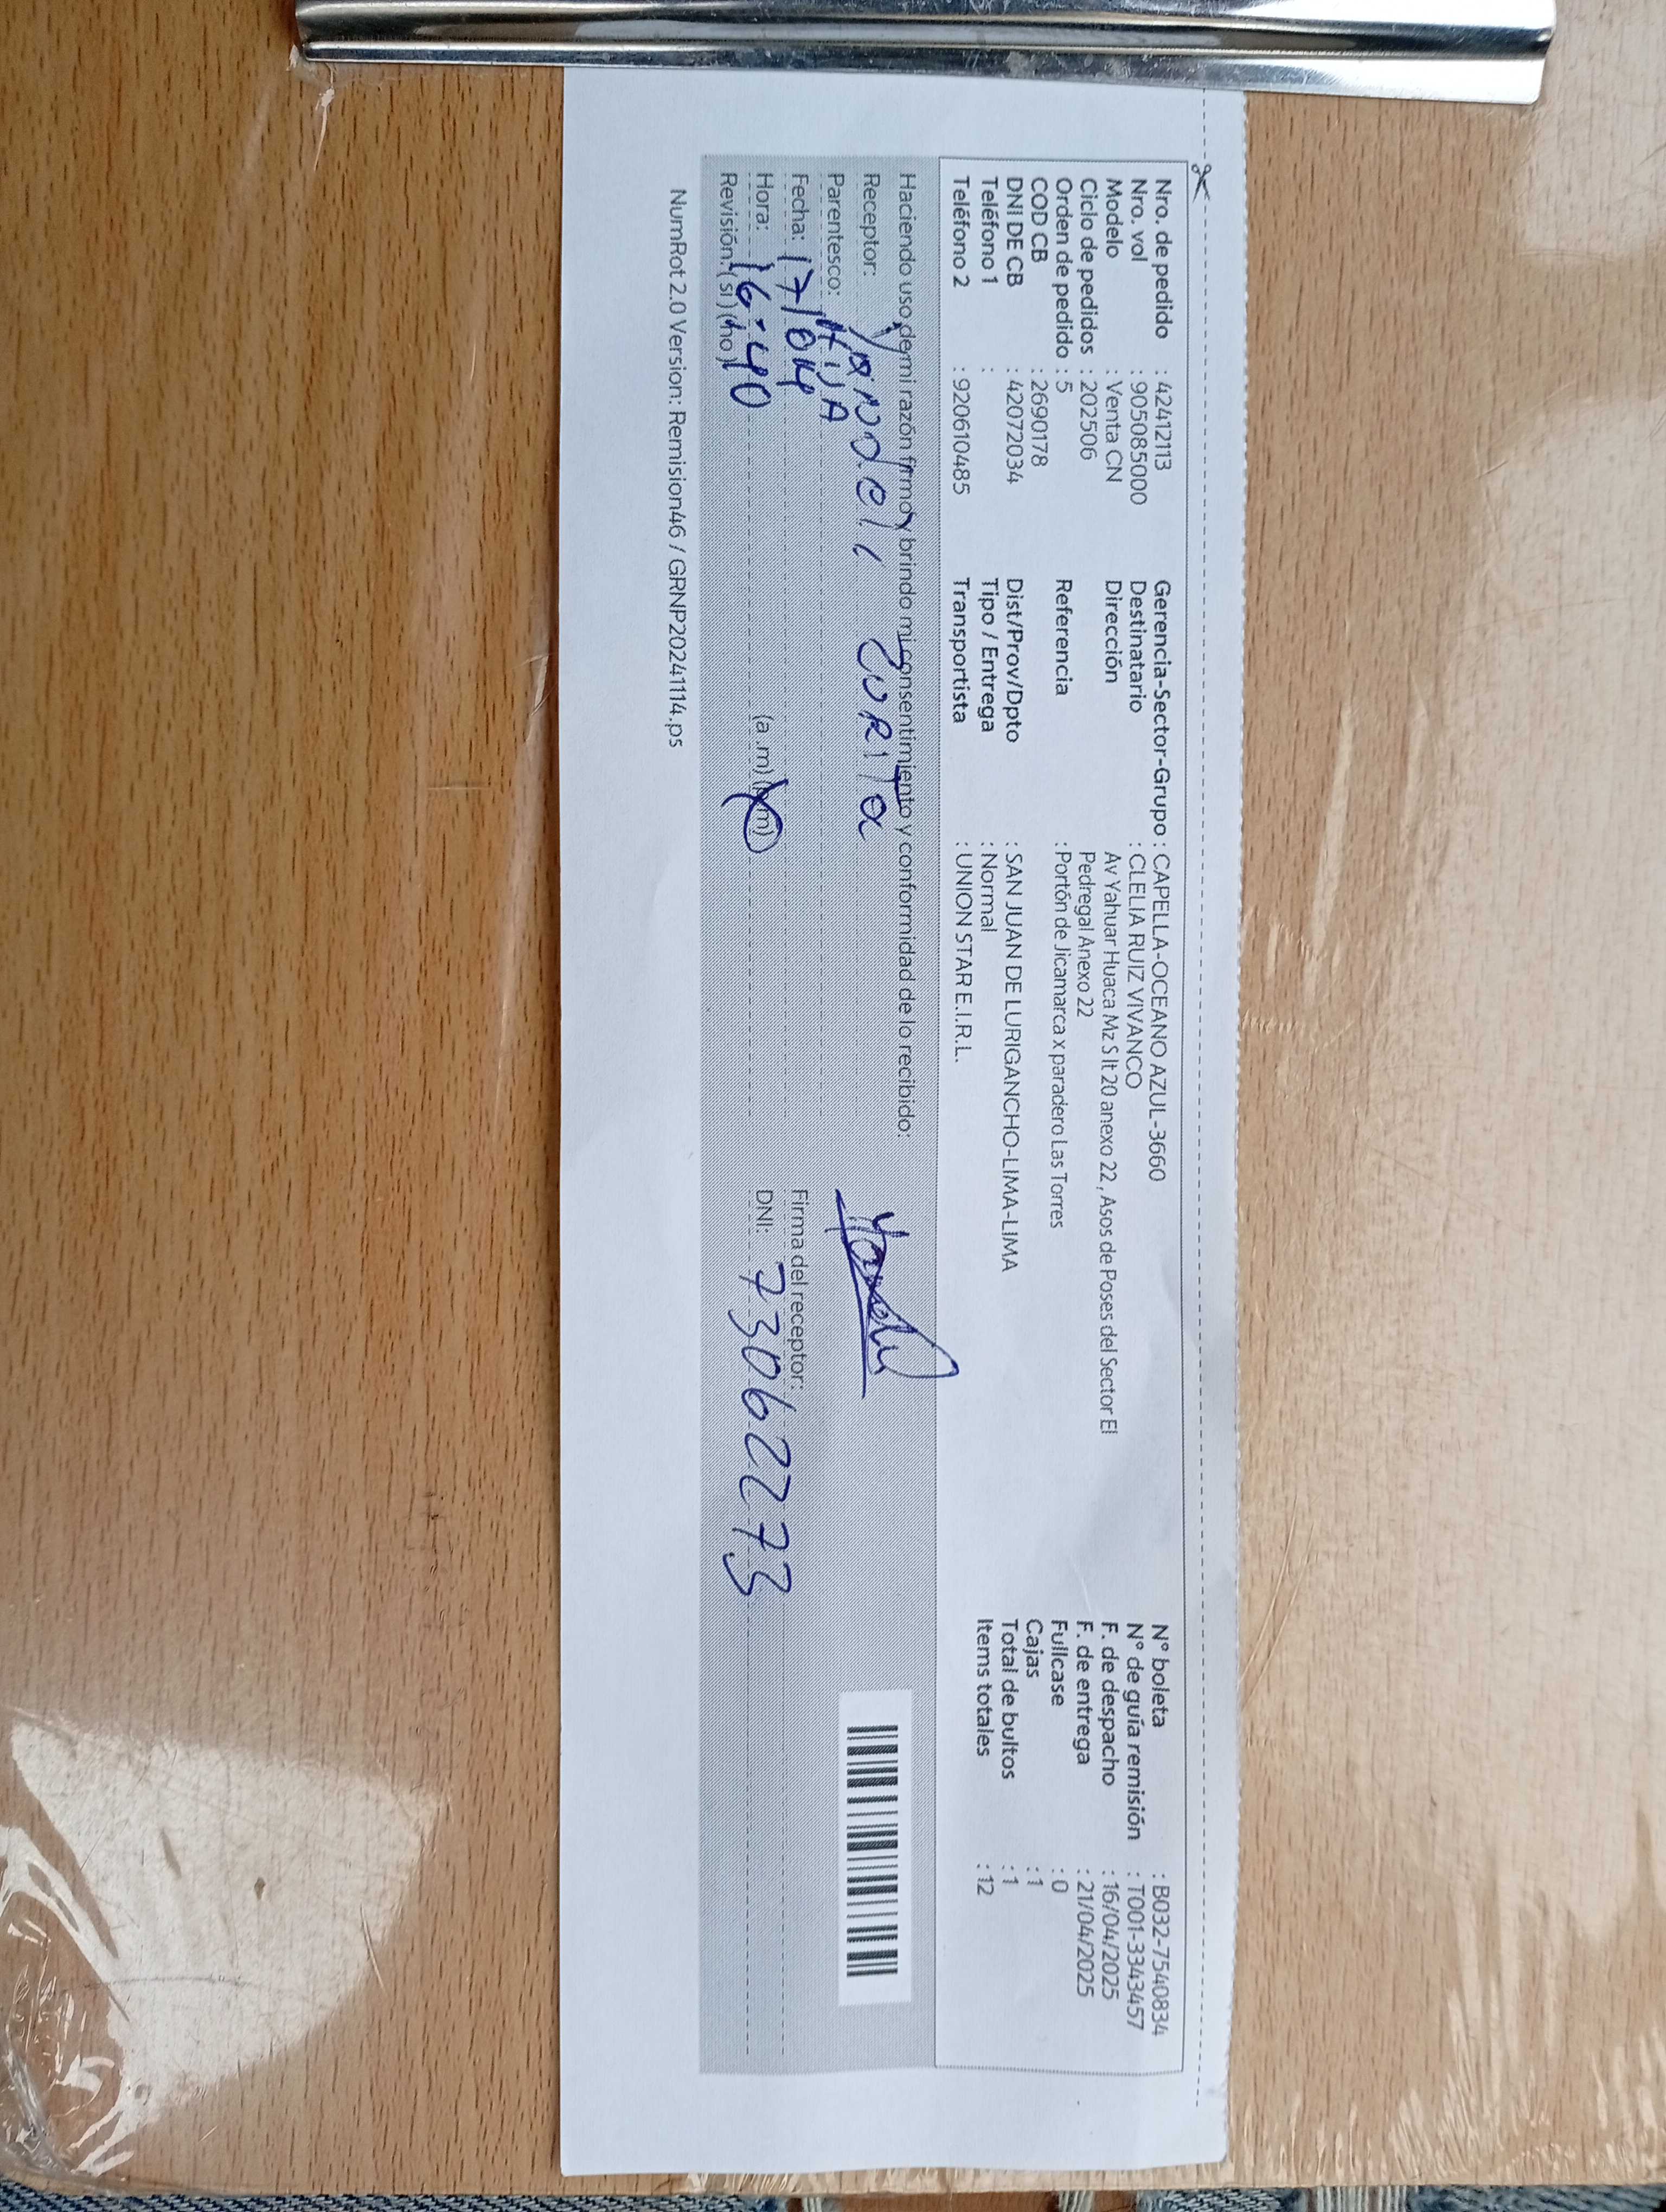 Nro. de pedido : 42412113
Nro. vol : 905085000
Modelo : Venta CN
Ciclo de pedidos : 202506
Orden de pedido : 5
COD CB : 2690178
DNI DE CB : 42072034
Teléfono 1 :
Teléfono 2 : 920610485
Gerencia-Sector-Grupo : CAPELLA-OCEANO AZUL-3660
Destinatario : CLELIA RUIZ VIVANCO
Dirección Av Yahuar Huaca Mz S lt 20 anexo 22, Asos de Poses del Sector El
Pedregal Anexo 22
Referencia : Portón de Jicamarca x paradero Las Torres
Dist/Prov/Dpto : SAN JUAN DE LURIGANCHO-LIMA-LIMA
Tipo / Entrega : Normal
Transportista : UNION STAR E.I.R.L.
N° boleta : B032-7540834
N° de guía remisión : T001-3343457
F. de despacho : 16/04/2025
F. de entrega : 21/04/2025
Fullcase : 0
Cajas : 1
Total de bultos : 1
Items totales : 12
Haciendo uso de mi razón firmo y brindo mi consentimiento y conformidad de lo recibido:
Receptor: Yandeli Zurita
Parentesco: HIJA
Fecha: 17/04
Hora: 16:40 (a.m) (p.m)
Revisión: (si) (no)
Firma del receptor:
DNI: 73062273
NumRot 2.0 Version: Remision46 / GRNP20241114.ps